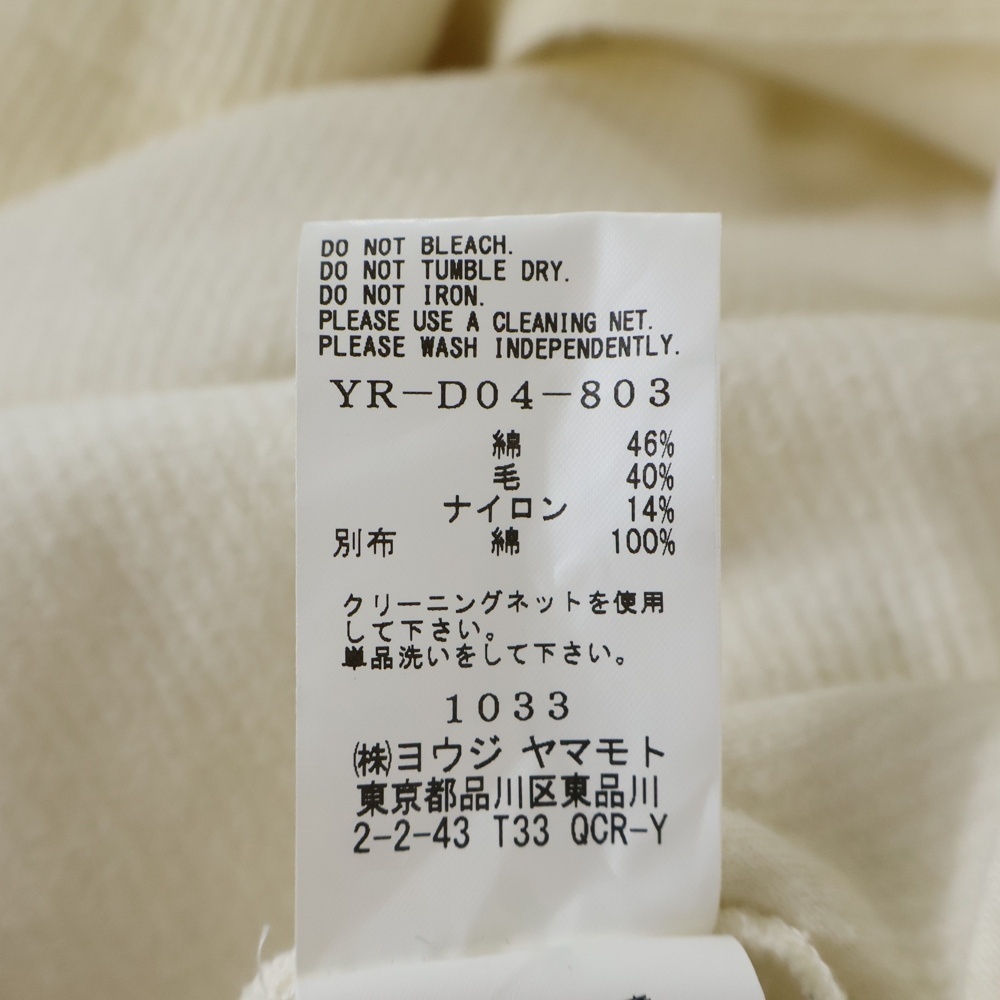 DO NOT BLEACH.
DO NOT TUMBLE DRY.
DO NOT IRON.
PLEASE USE A CLEANING NET.
PLEASE WASH INDEPENDENTLY.
YR-D04-803
綿 46%
毛 40%
ナイロン 14%
別布 綿 100%
クリーニングネットを使用
して下さい。
単品洗いをして下さい。
1033
㈱ヨウジ ヤマモト
東京都品川区東品川
2-2-43 T33 QCR-Y